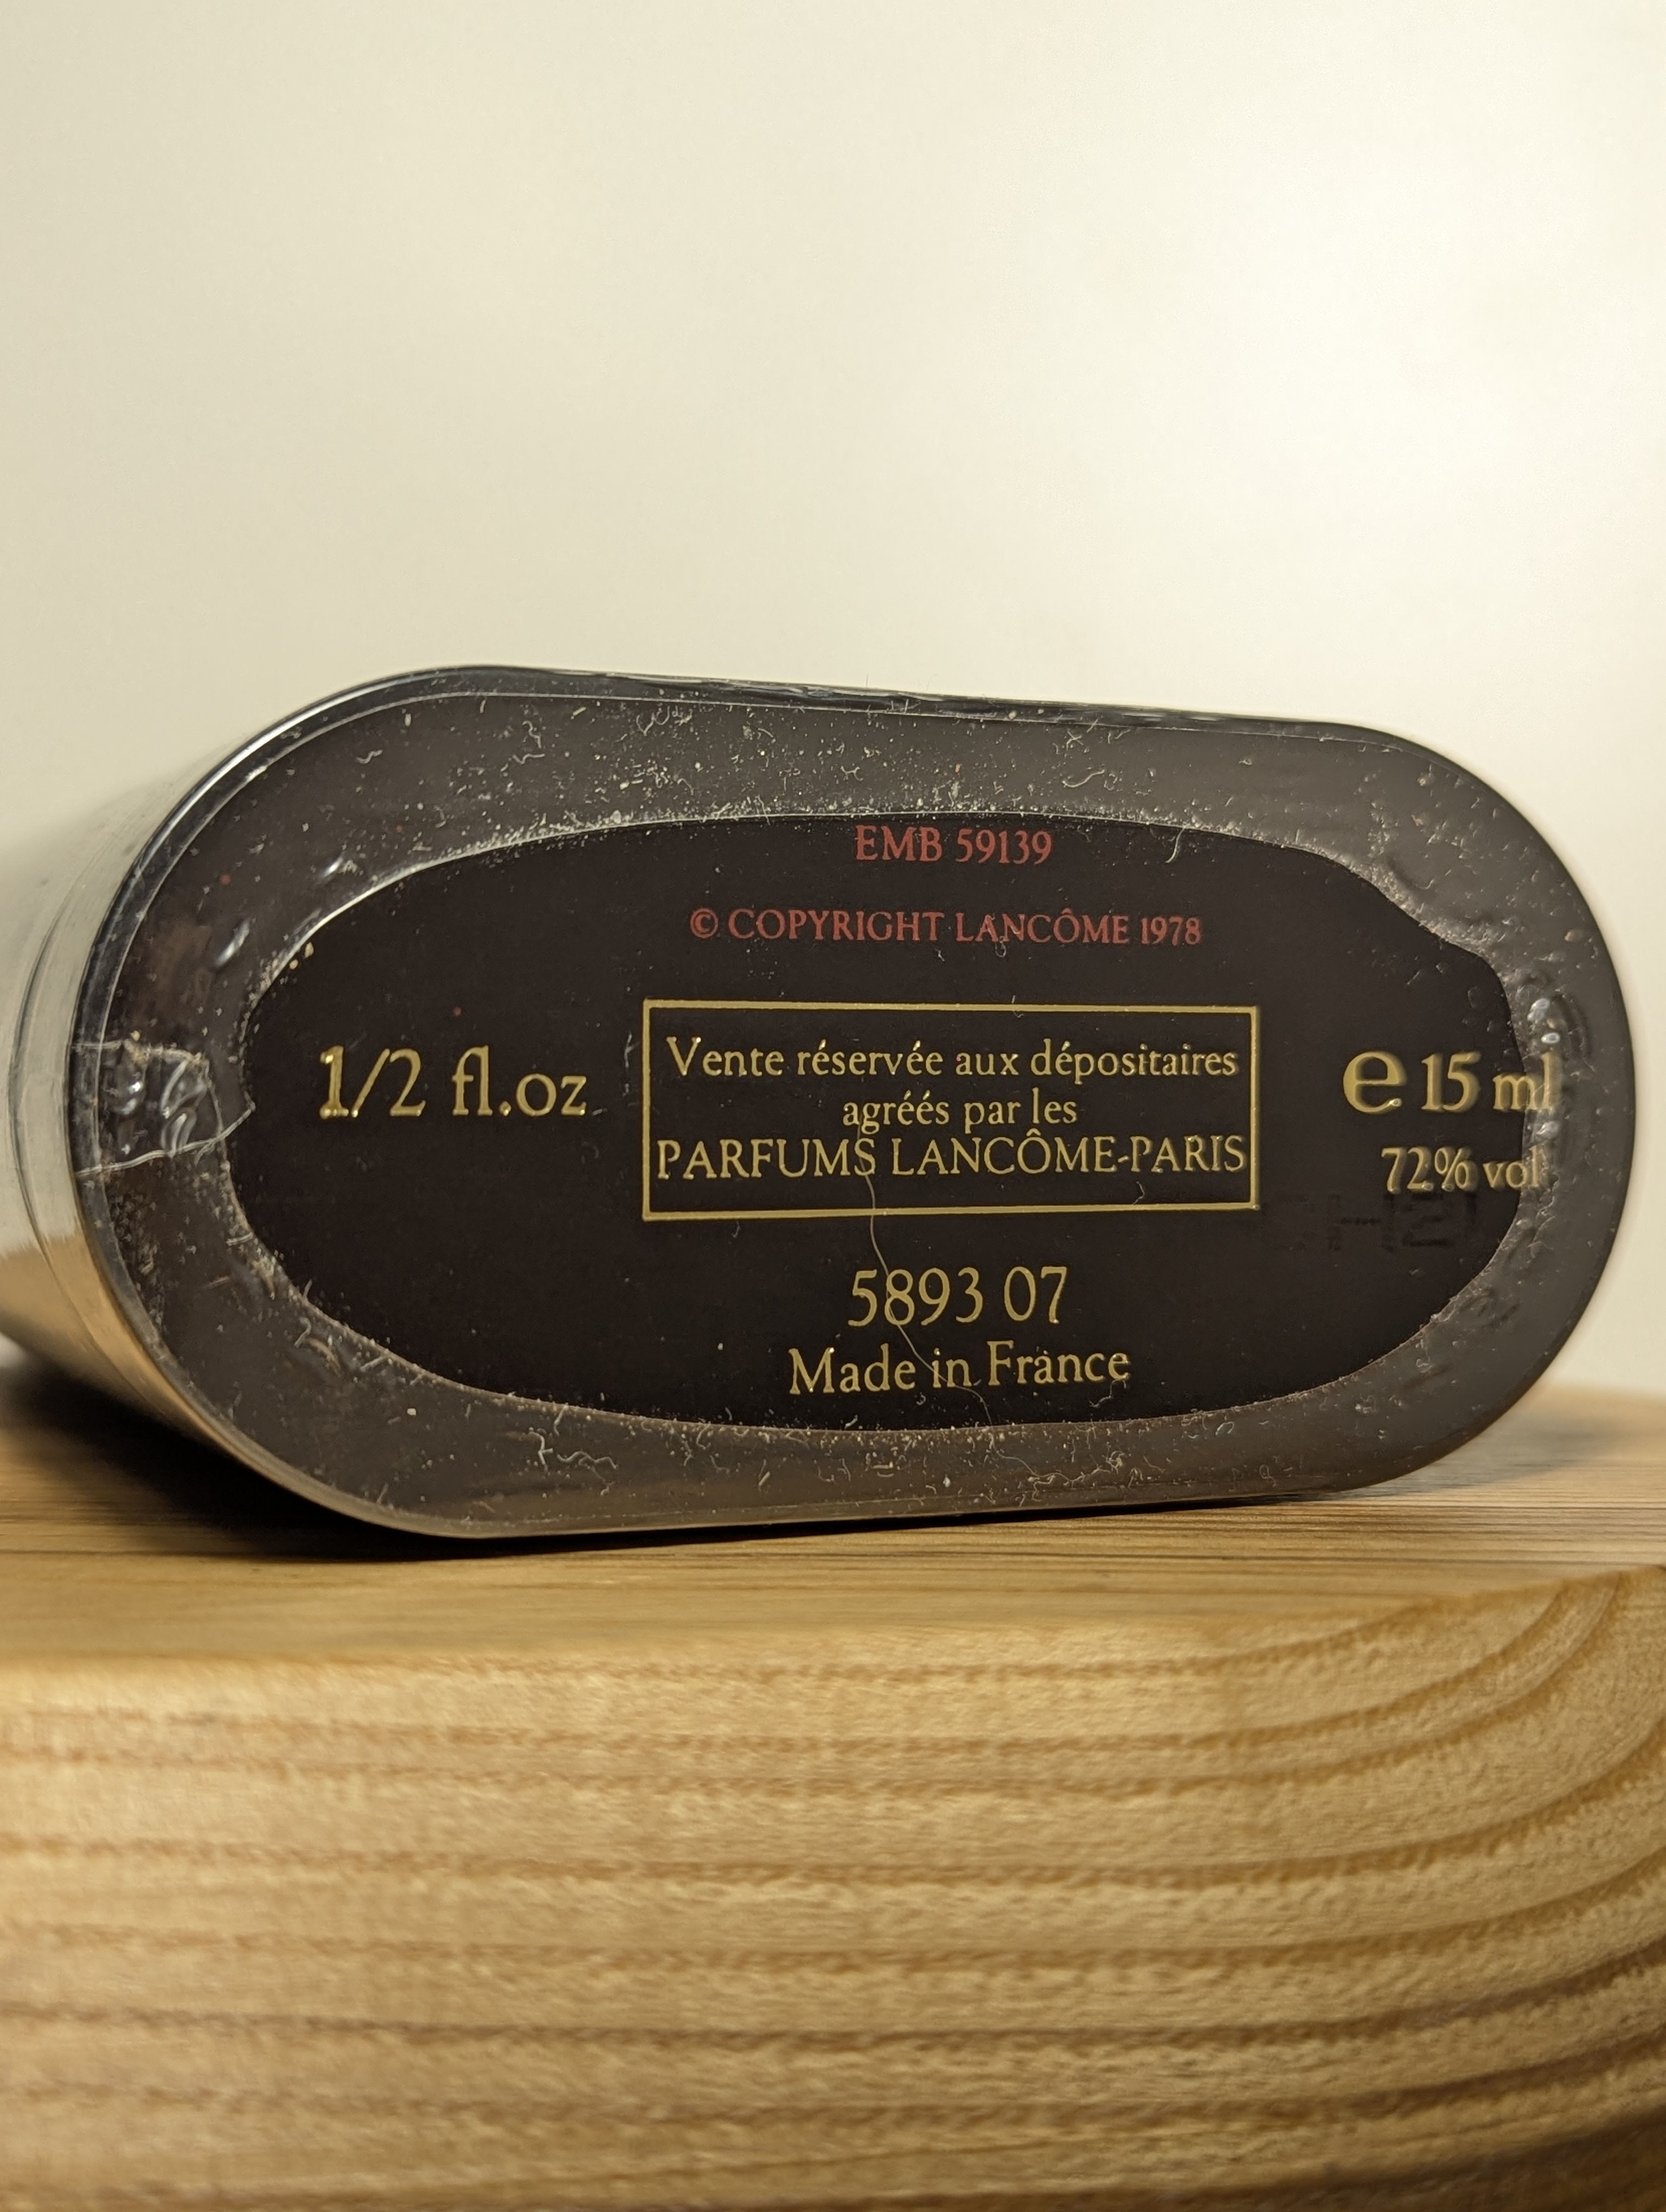 EMB 59139
© COPYRIGHT LANCÔME 1978
1/2 fl.oz
Vente réservée aux dépositaires
agréés par les
PARFUMS LANCÔME-PARIS
e 15 ml
72% vol
5893 07
Made in France